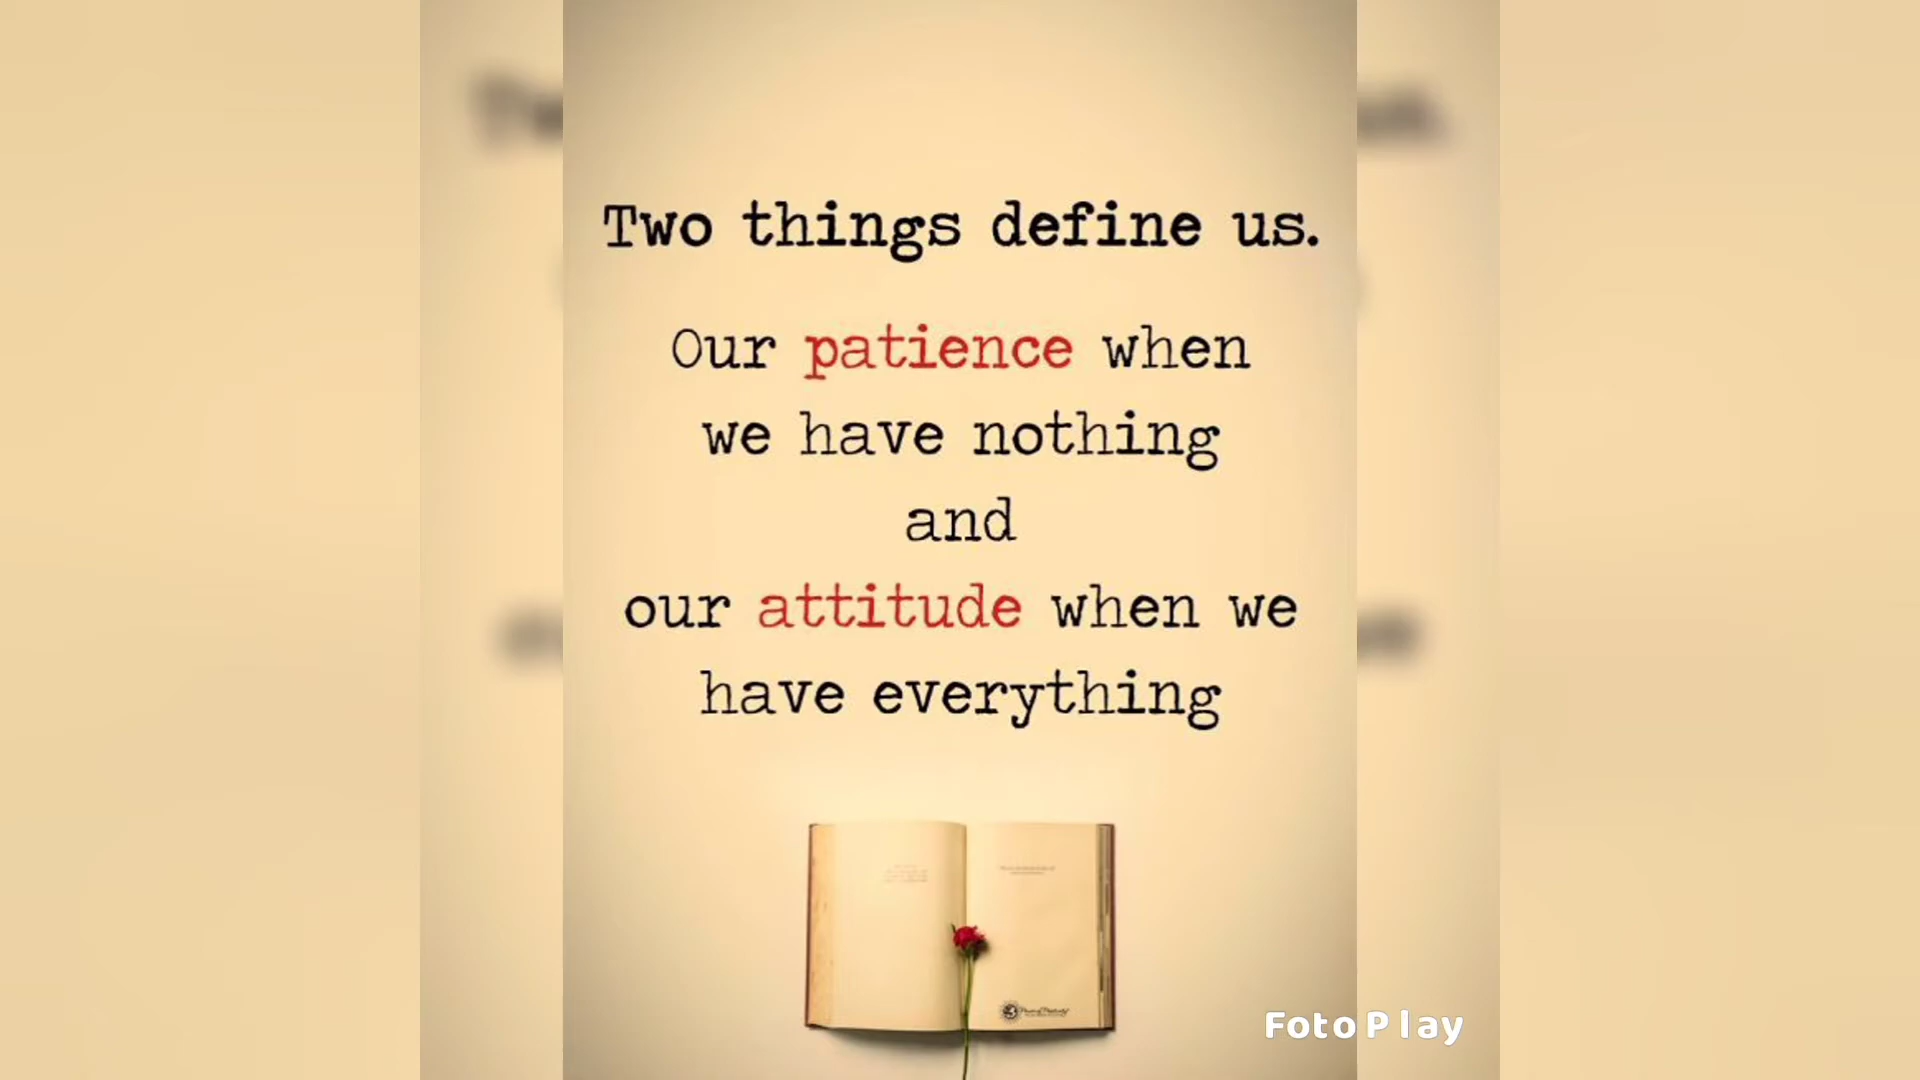 Two things define us.
Our patience when
we have nothing
and
our attitude when we
have everything
FotoPlay